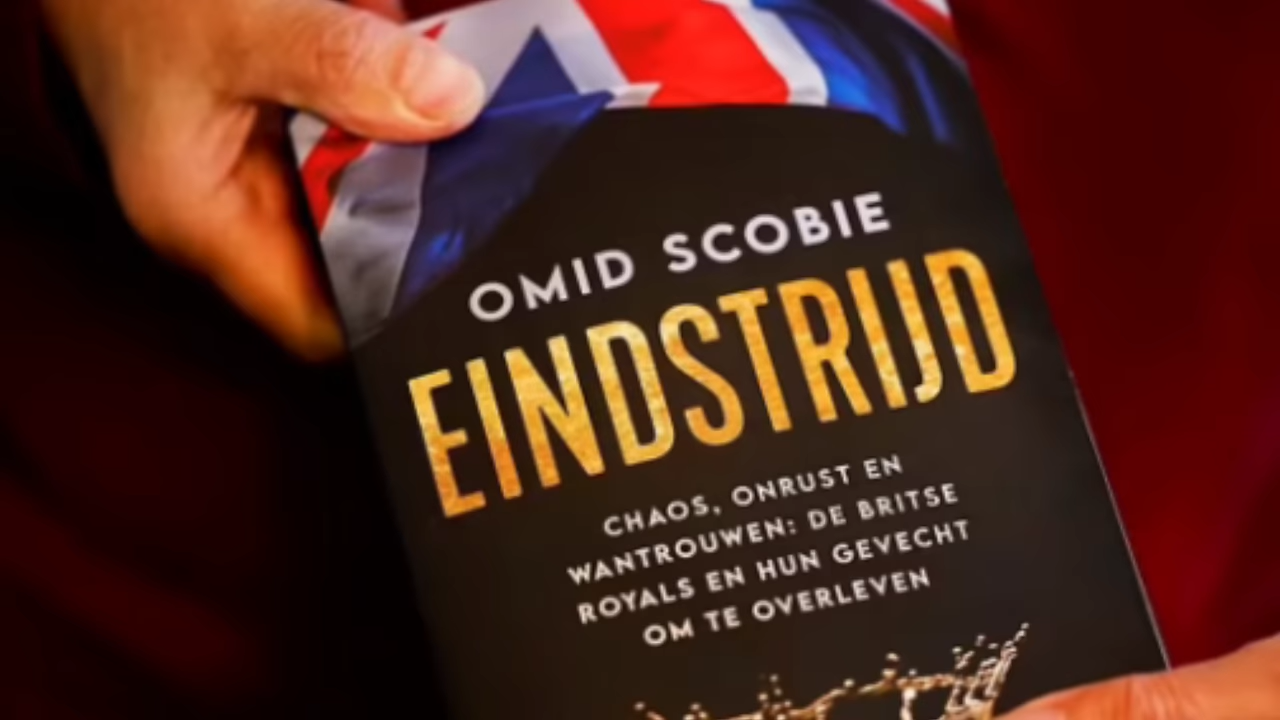 OMID SCOBIE
EINDSTRIJD
CHAOS, ONRUST EN
WANTROUWEN: DE BRITSE
ROYALS EN HUN GEVECHT
OM TE OVERLEVEN